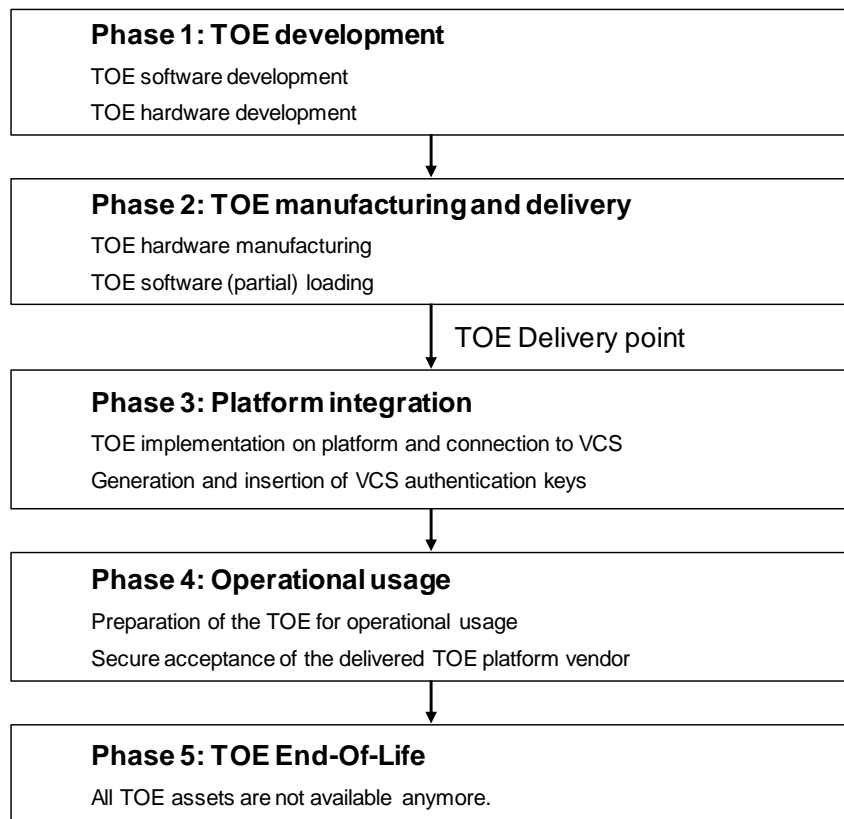 Phase 1: TOE development
TOE software development
TOE hardware development
Phase 2: TOE manufacturing and delivery
TOE hardware manufacturing
TOE software (partial) loading
TOE Delivery point
Phase 3: Platform integration
TOE implementation on platform and connection to VCS
Generation and insertion of VCS authentication keys
Phase 4: Operational usage
Preparation of the TOE for operational usage
Secure acceptance of the delivered TOE platform vendor
Phase 5: TOE End-Of-Life
All TOE assets are not available anymore.